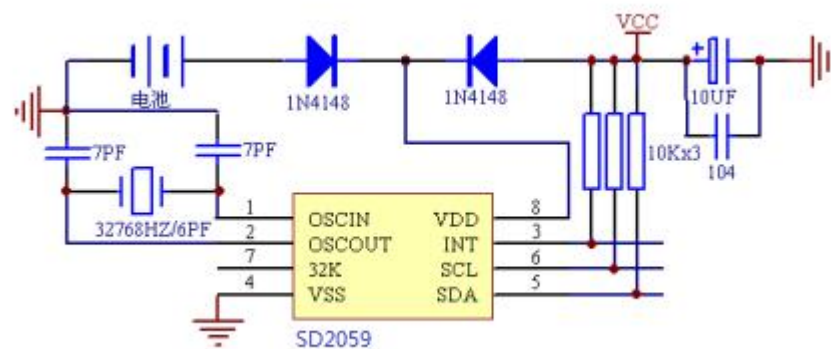 VCC
+
电池
1N4148
1N4148
10UF
7PF
7PF
10Kx3
104
32768HZ/6PF
1 OSCIN VDD 8
2 OSCOUT INT 3
7 32K SCL 6
4 VSS SDA 5
SD2059